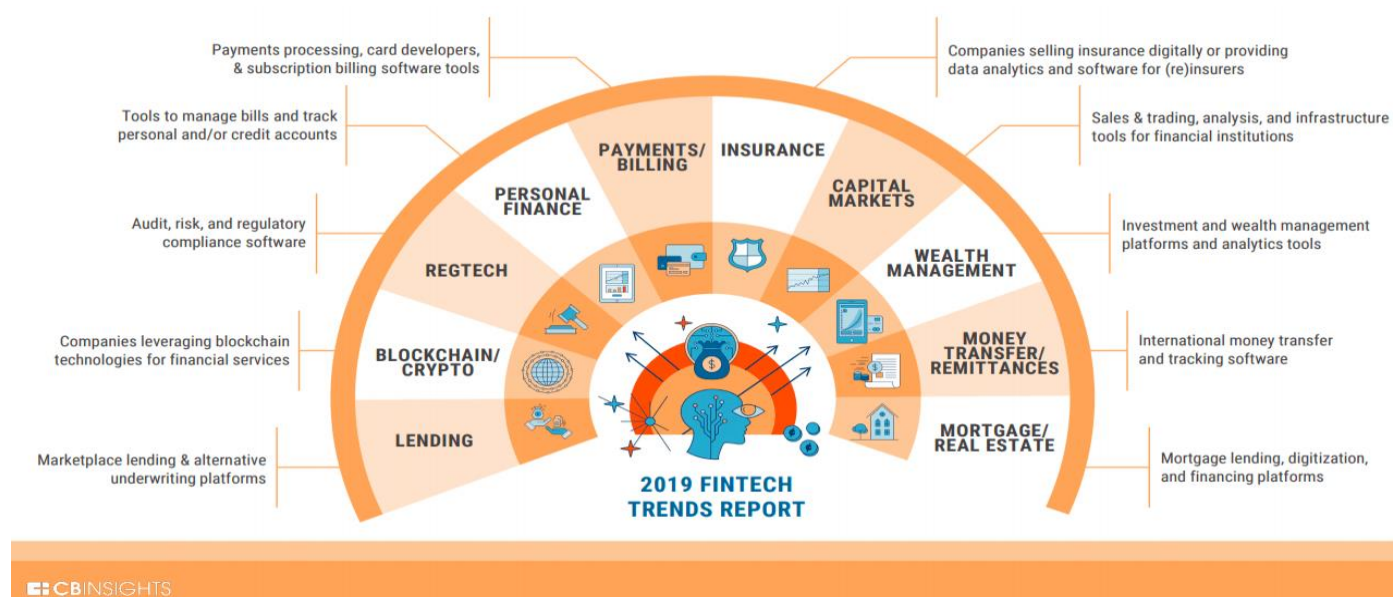 Payments processing, card developers,
& subscription billing software tools
Companies selling insurance digitally or providing
data analytics and software for (re)insurers
Tools to manage bills and track
personal and/or credit accounts
Sales & trading, analysis, and infrastructure
tools for financial institutions
Audit, risk, and regulatory
compliance software
Investment and wealth management
platforms and analytics tools
Companies leveraging blockchain
technologies for financial services
International money transfer
and tracking software
Marketplace lending & alternative
underwriting platforms
Mortgage lending, digitization,
and financing platforms
LENDING
BLOCKCHAIN/
CRYPTO
REGTECH
PERSONAL
FINANCE
PAYMENTS/
BILLING
INSURANCE
CAPITAL
MARKETS
WEALTH
MANAGEMENT
MONEY
TRANSFER/
REMITTANCES
MORTGAGE/
REAL ESTATE
$
$
2019 FINTECH
TRENDS REPORT
CBINSIGHTS